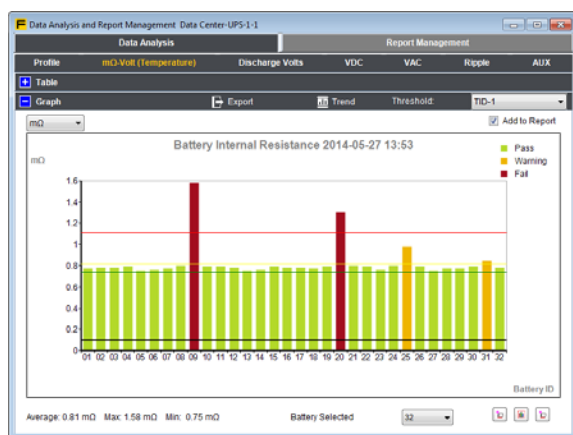 F Data Analysis and Report Management Data Center-UPS-1-1
Data Analysis Report Management
Profile mΩ-Volt (Temperature) Discharge Volts VDC VAC Ripple AUX
Table
Graph Export Trend Threshold: TID-1
mΩ Add to Report
Battery Internal Resistance 2014-05-27 13:53
mΩ
Pass
Warning
Fail
1.6
1.4
1.2
1
0.8
0.6
0.4
0.2
0
01 02 03 04 05 06 07 08 09 10 11 12 13 14 15 16 17 18 19 20 21 22 23 24 25 26 27 28 29 30 31 32
Battery ID
Average: 0.81 mΩ Max: 1.58 mΩ Min: 0.75 mΩ Battery Selected 32